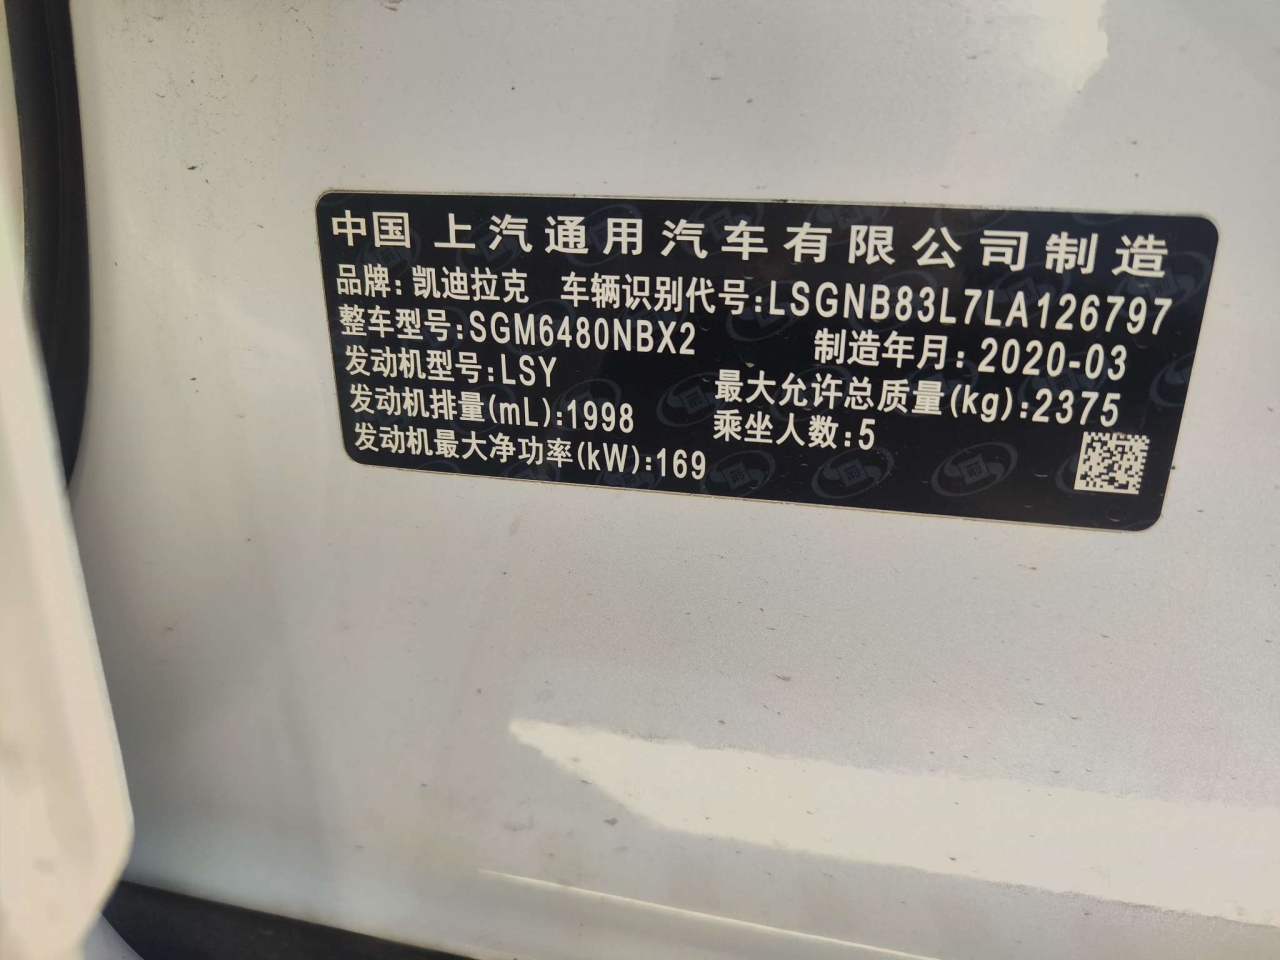 中国 上汽通用汽车有限公司制造
品牌: 凯迪拉克 车辆识别代号:LSGNB83L7LA126797
整车型号:SGM6480NBX2 制造年月: 2020-03
发动机型号:LSY 最大允许总质量(kg):2375
发动机排量(mL):1998 乘坐人数:5
发动机最大净功率(kW):169